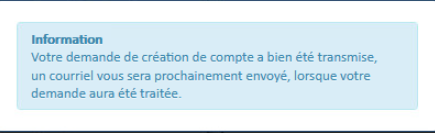 Information
Votre demande de création de compte a bien été transmise,
un courriel vous sera prochainement envoyé, lorsque votre
demande aura été traitée.